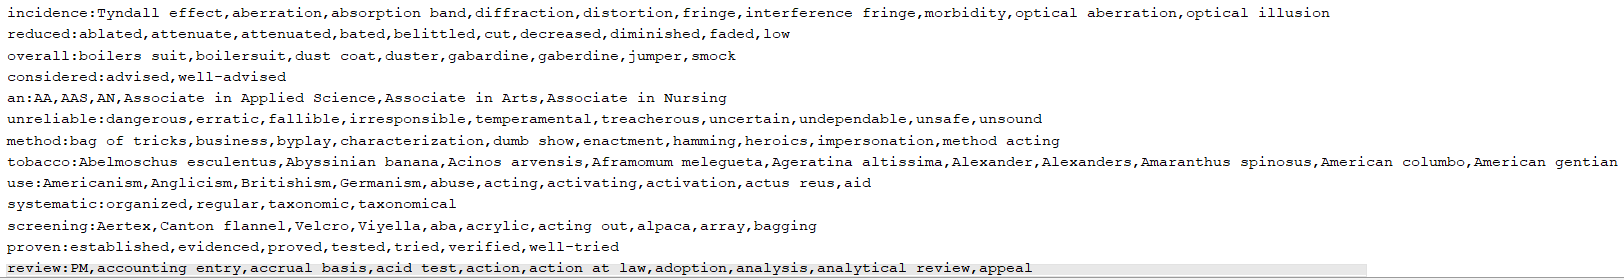 incidence:Tyndall effect,aberration,absorption band,diffraction,distortion,fringe,interference fringe,morbidity,optical aberration,optical illusion
reduced:ablated,attenuate,attenuated,bated,belittled,cut,decreased,diminished,faded,low
overall:boilers suit,boilersuit,dust coat,duster,gabardine,gaberdine,jumper,smock
considered:advised,well-advised
an:AA,AAS,AN,Associate in Applied Science,Associate in Arts,Associate in Nursing
unreliable:dangerous,erratic,fallible,irresponsible,temperamental,treacherous,uncertain,undependable,unsafe,unsound
method:bag of tricks,business,byplay,characterization,dumb show,enactment,hamming,heroics,impersonation,method acting
tobacco:Abelmoschus esculentus,Abyssinian banana,Acinos arvensis,Aframomum melegueta,Ageratina altissima,Alexander,Alexanders,Amaranthus spinosus,American columbo,American gentian
use:Americanism,Anglicism,Britishism,Germanism,abuse,acting,activating,activation,actus reus,aid
systematic:organized,regular,taxonomic,taxonomical
screening:Aertex,Canton flannel,Velcro,Viyella,aba,acrylic,acting out,alpaca,array,bagging
proven:established,evidenced,proved,tested,tried,verified,well-tried
review:PM,accounting entry,accrual basis,acid test,action,action at law,adoption,analysis,analytical review,appeal